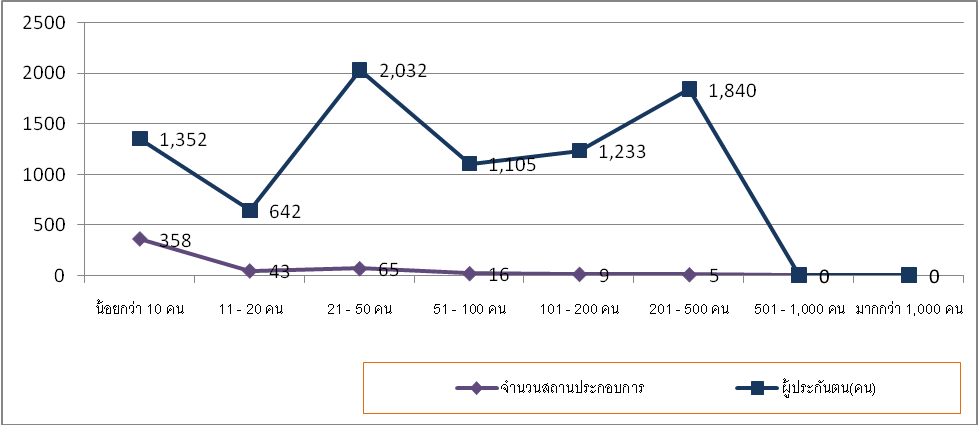 2500
2000
1500
1000
500
0
1,352
642
2,032
1,105
1,233
1,840
0
0
358
43
65
16
9
5
น้อยกว่า 10 คน
11 - 20 คน
21 - 50 คน
51 - 100 คน
101 - 200 คน
201 - 500 คน
501 - 1,000 คน
มากกว่า 1,000 คน
จำนวนสถานประกอบการ
ผู้ประกันตน(คน)